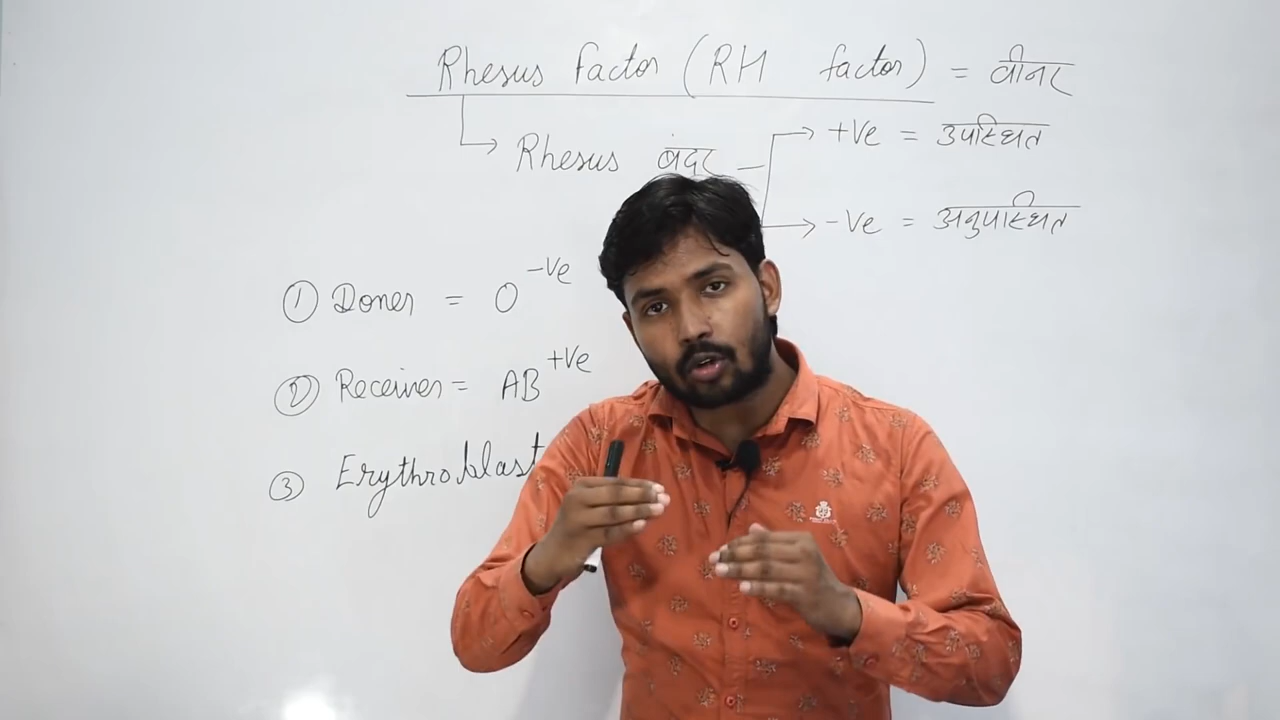 Rhesus factor (RH factor) = वीनर
Rhesus बंदर
+Ve = उपस्थित
-Ve = अनुपस्थित
① Doner = O -Ve
② Receiver = AB +Ve
③ Erythroblast